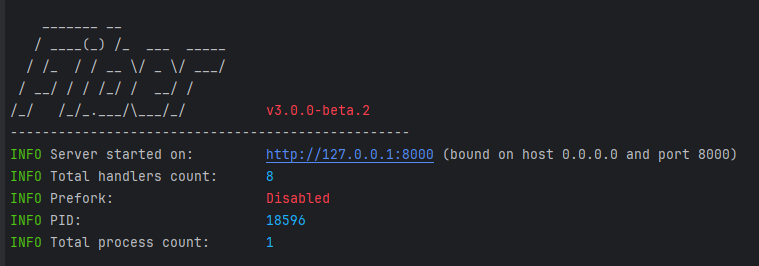 _______ __
   / ____(_) /_  ___  _____
  / /_  / / __ \/ _ \/ ___/
 / __/ / / /_/ /  __/ /
/_/   /_/_.___/\___/_/          v3.0.0-beta.2
--------------------------------------------------
INFO Server started on:         http://127.0.0.1:8000 (bound on host 0.0.0.0 and port 8000)
INFO Total handlers count:      8
INFO Prefork:                   Disabled
INFO PID:                       18596
INFO Total process count:       1